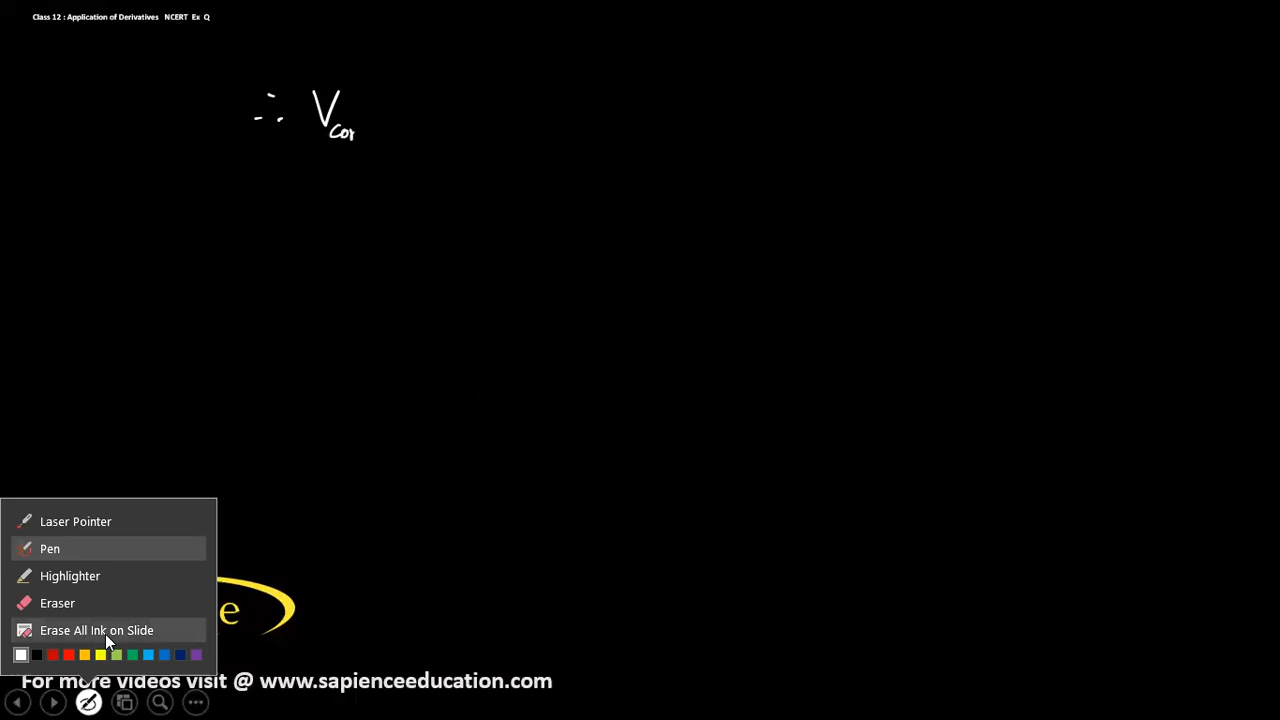 Class 12 : Application of Derivatives NCERT Ex Q
∴ V Cor
Laser Pointer
Pen
Highlighter
Eraser
Erase All Ink on Slide
e
For more videos visit @ www.sapienceeducation.com